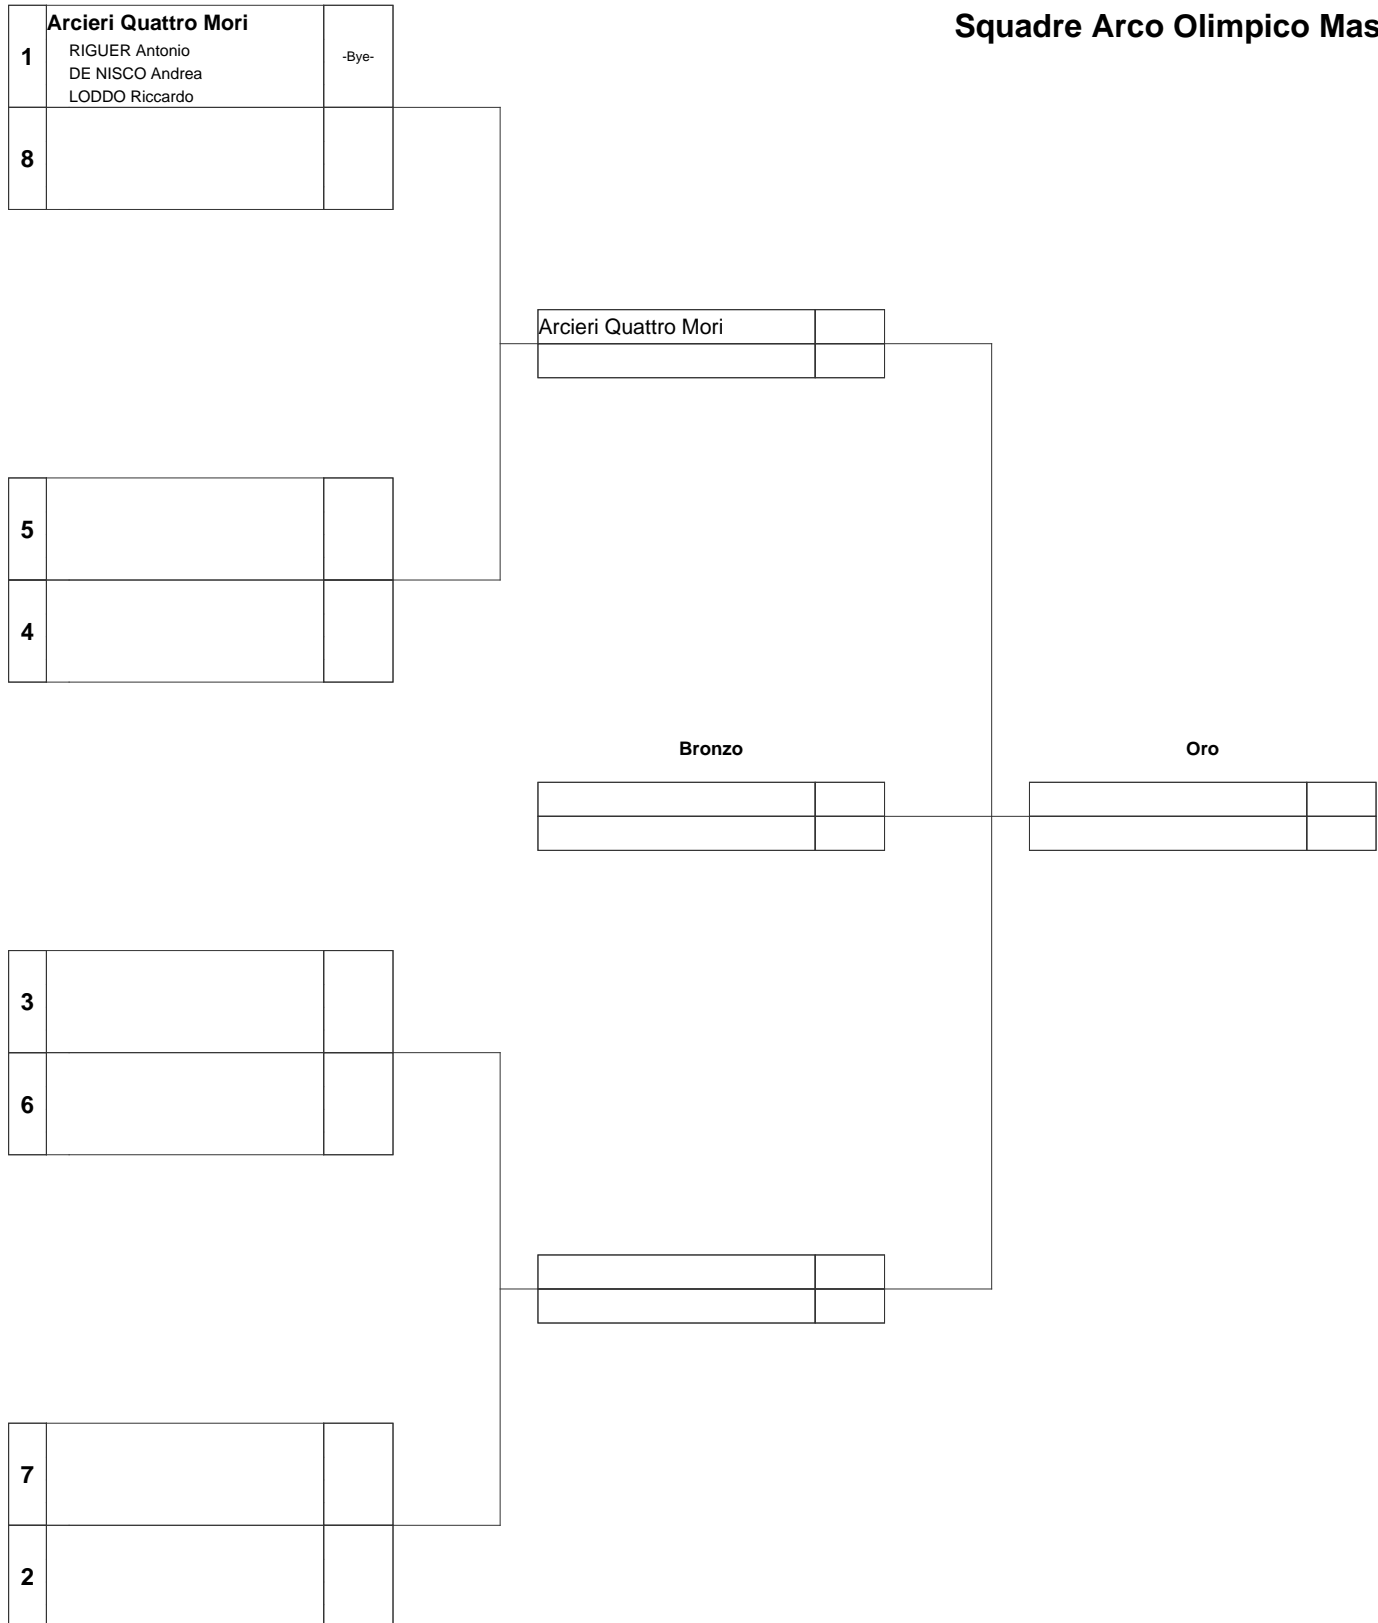 Squadre Arco Olimpico Mas
1
Arcieri Quattro Mori
RIGUER Antonio
DE NISCO Andrea
LODDO Riccardo
-Bye-
8
Arcieri Quattro Mori
5
4
Bronzo
Oro
3
6
7
2